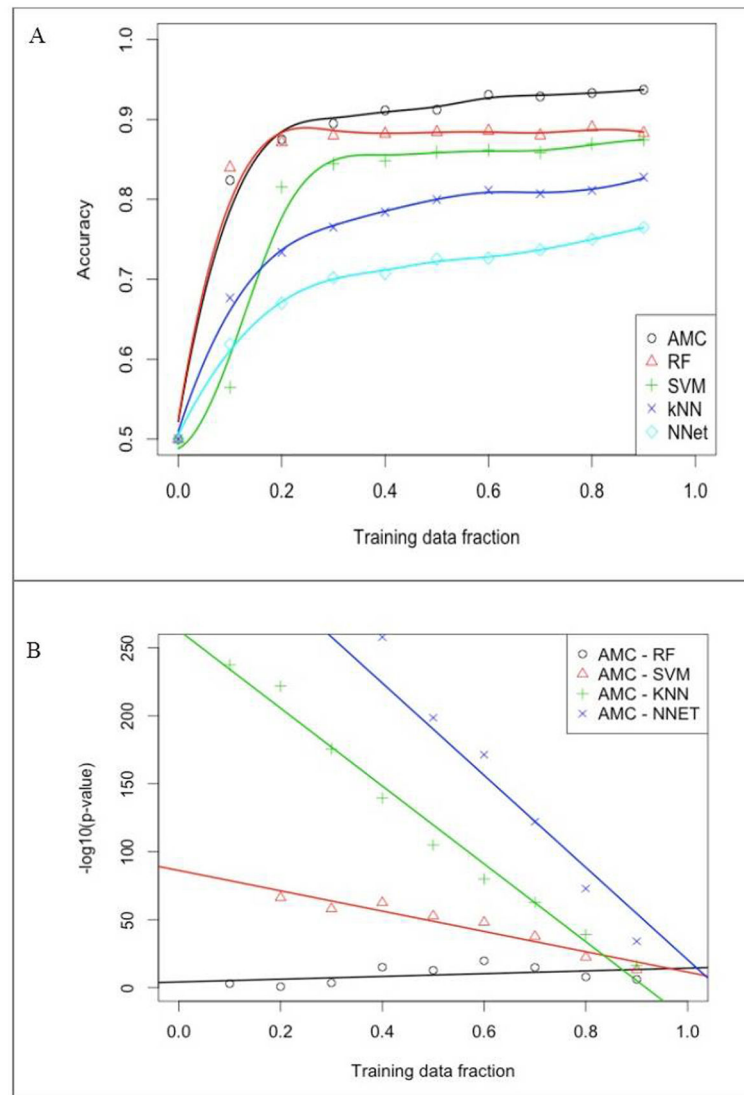 A
Accuracy
1.0
0.9
0.8
0.7
0.6
0.5
0.0 0.2 0.4 0.6 0.8 1.0
Training data fraction
AMC
RF
SVM
kNN
NNet
B
-log10(p-value)
250
200
150
100
50
0
0.0 0.2 0.4 0.6 0.8 1.0
Training data fraction
AMC - RF
AMC - SVM
AMC - KNN
AMC - NNET